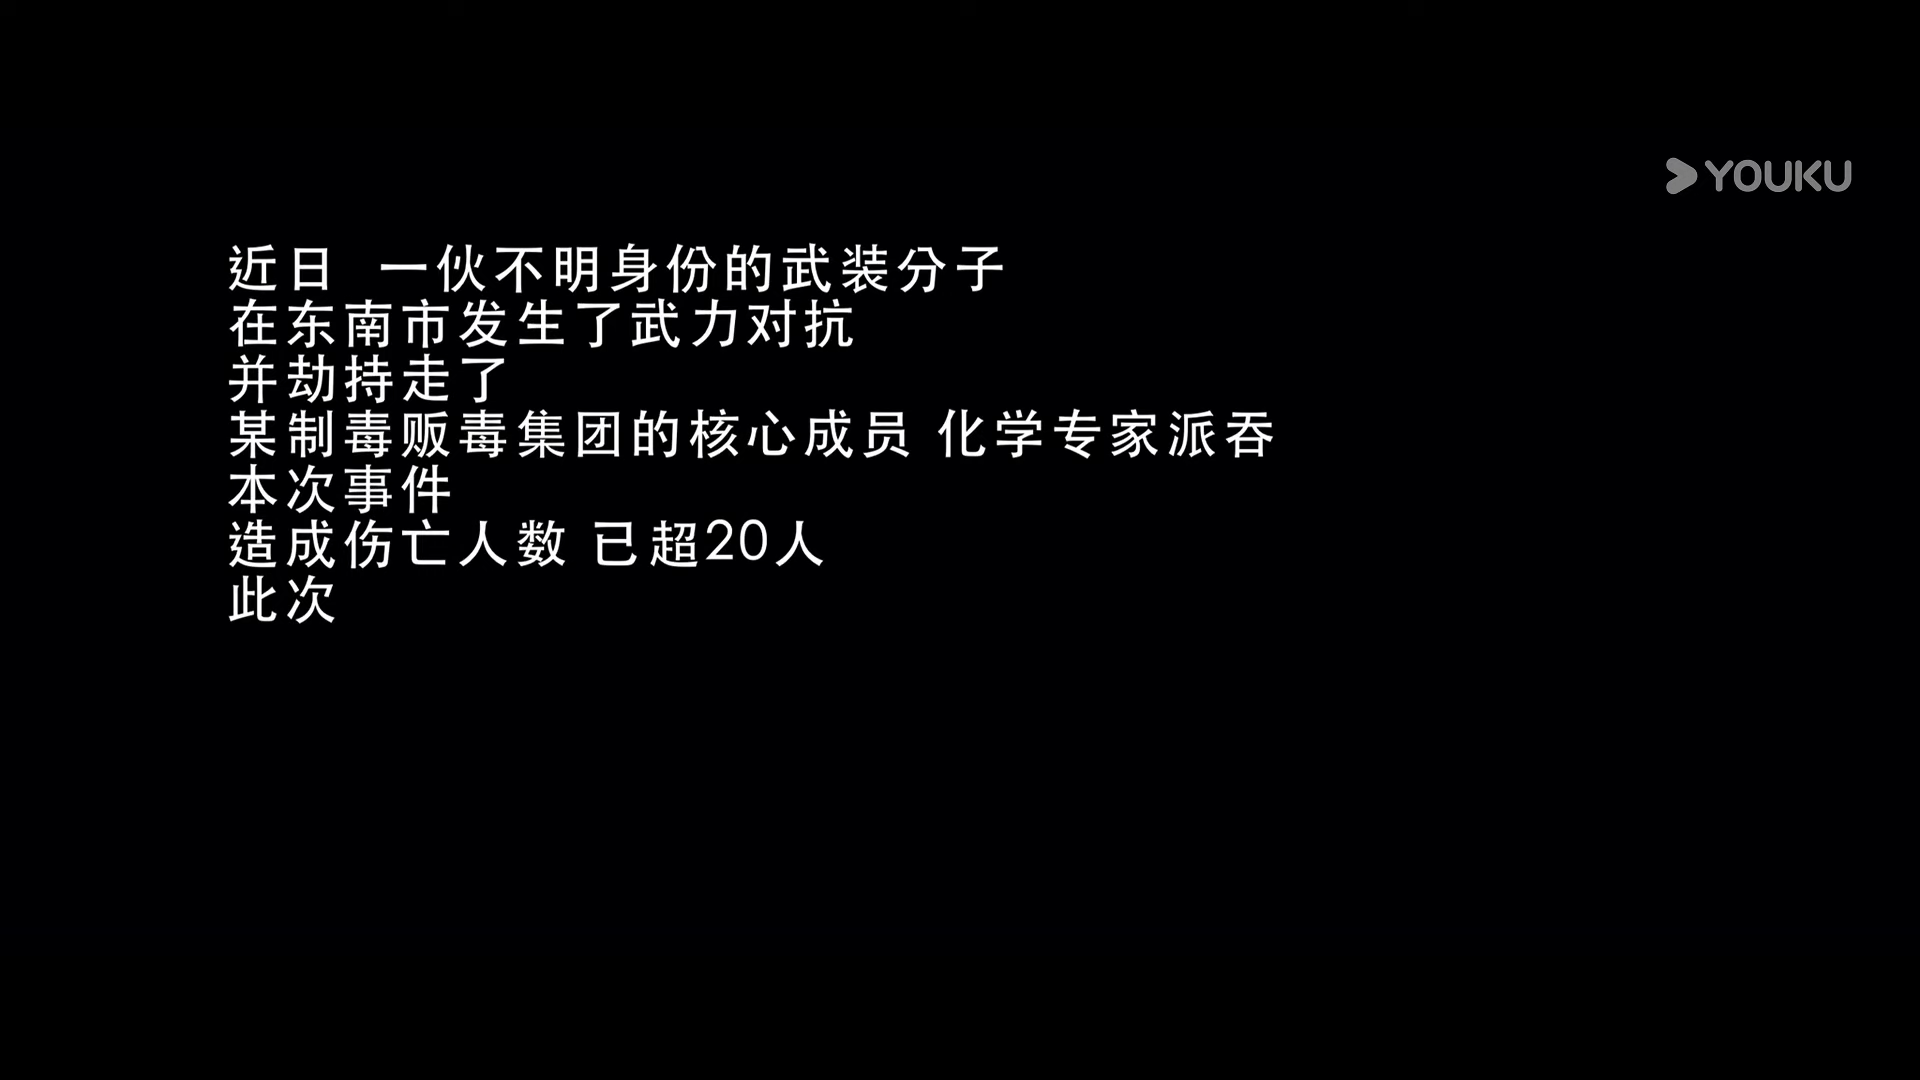 YOUKU
近日 一伙不明身份的武装分子
在东南市发生了武力对抗
并劫持走了
某制毒贩毒集团的核心成员 化学专家派吞
本次事件
造成伤亡人数 已超20人
此次